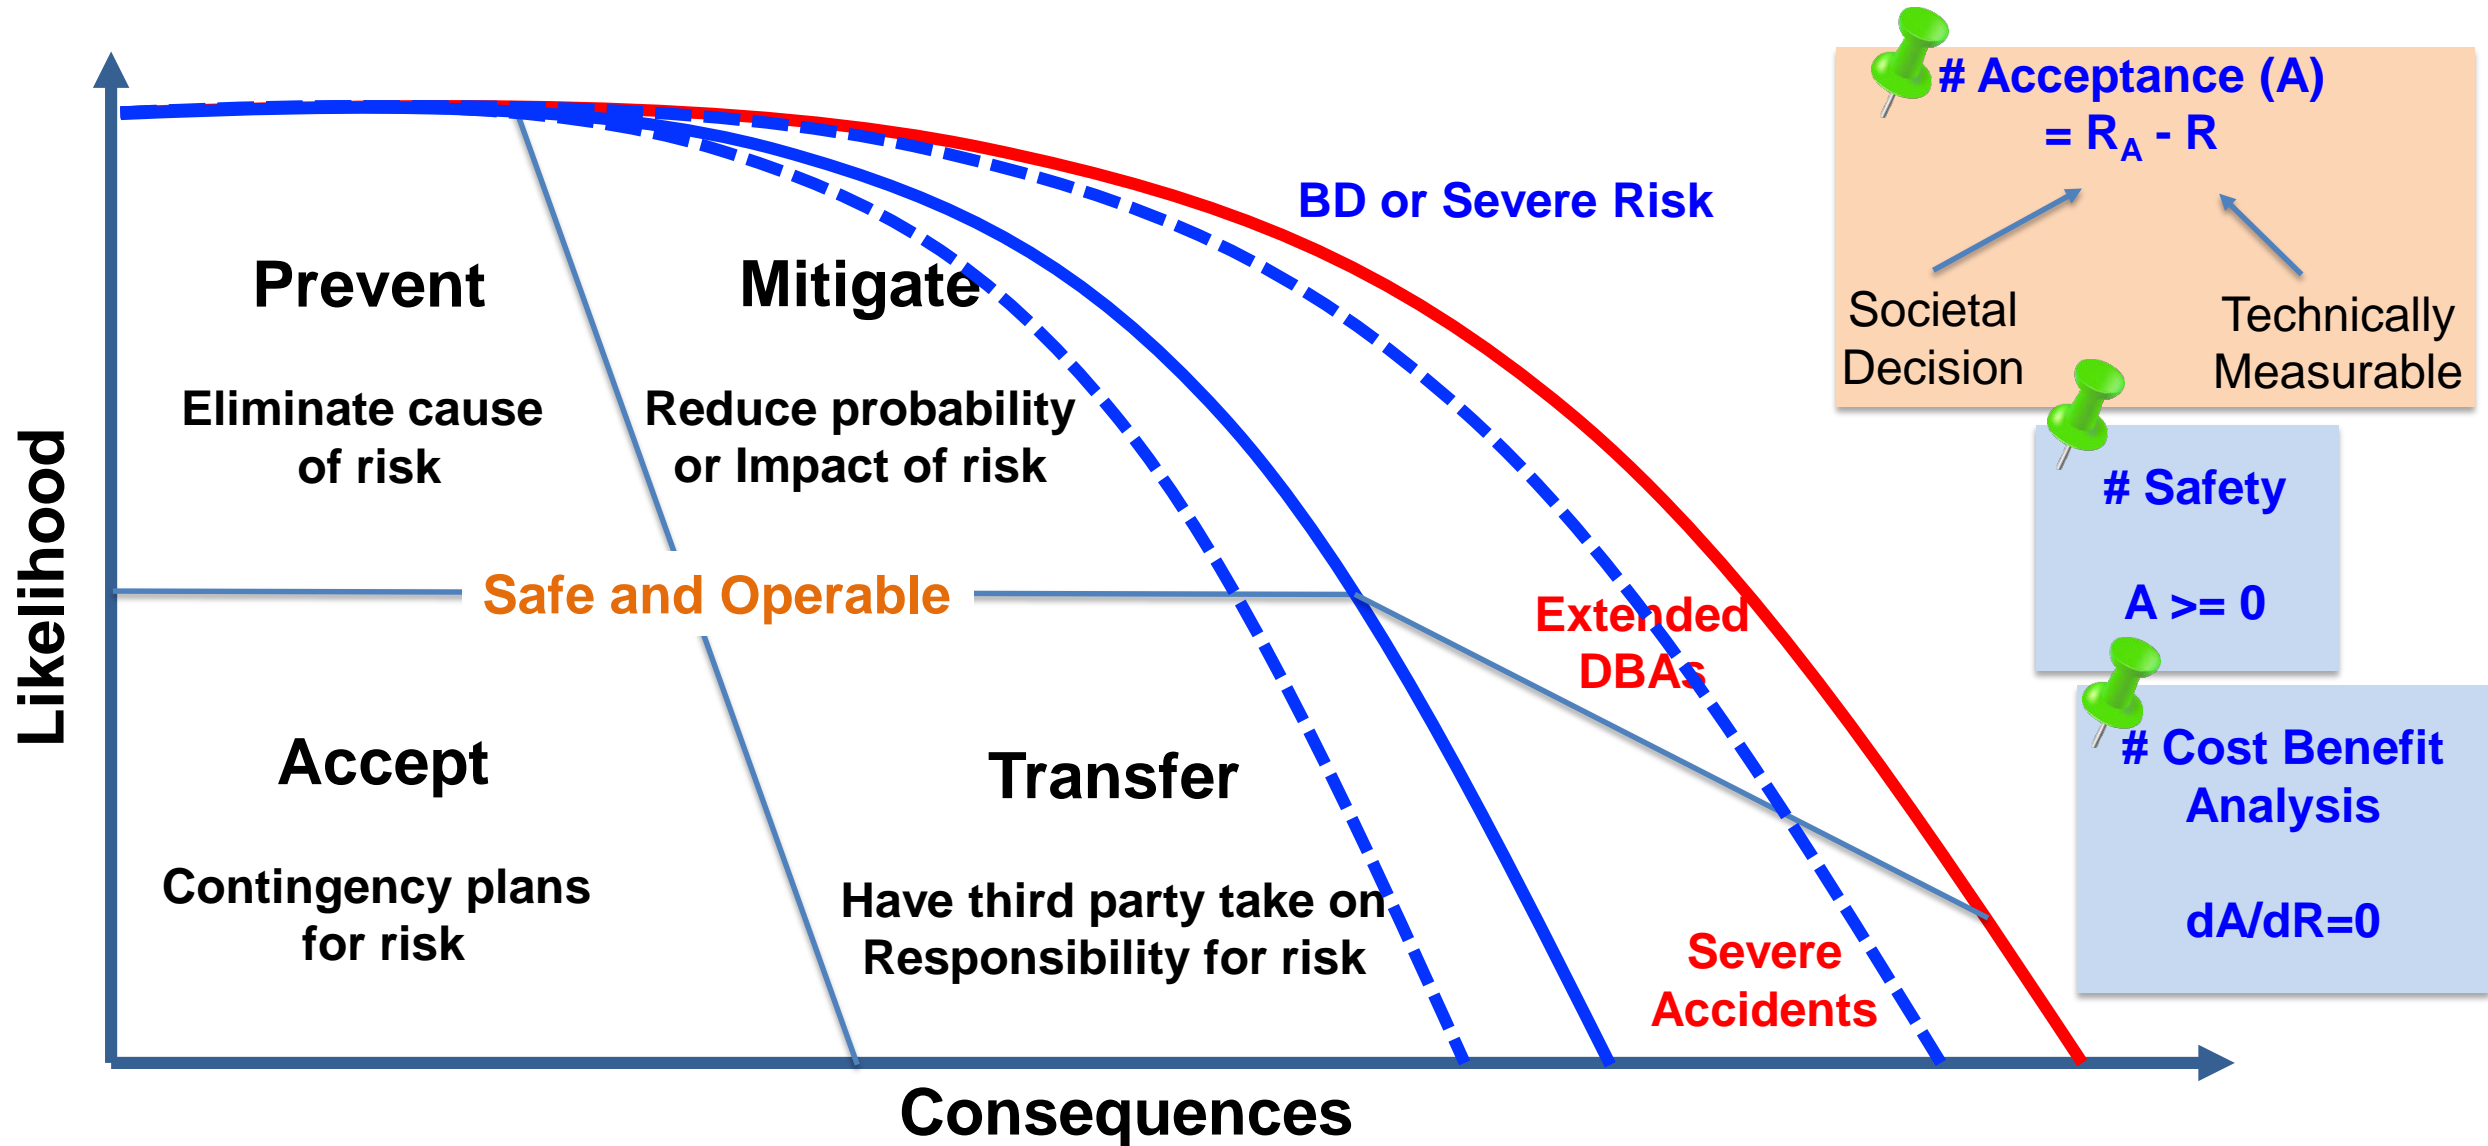 # Acceptance (A)
= R_A - R
Societal
Decision
Technically
Measurable
BD or Severe Risk
Prevent
Eliminate cause
of risk
Mitigate
Reduce probability
or Impact of risk
# Safety
A >= 0
Likelihood
Safe and Operable
Extended
DBAs
Accept
Contingency plans
for risk
Transfer
Have third party take on
Responsibility for risk
Severe
Accidents
# Cost Benefit
Analysis
dA/dR=0
Consequences